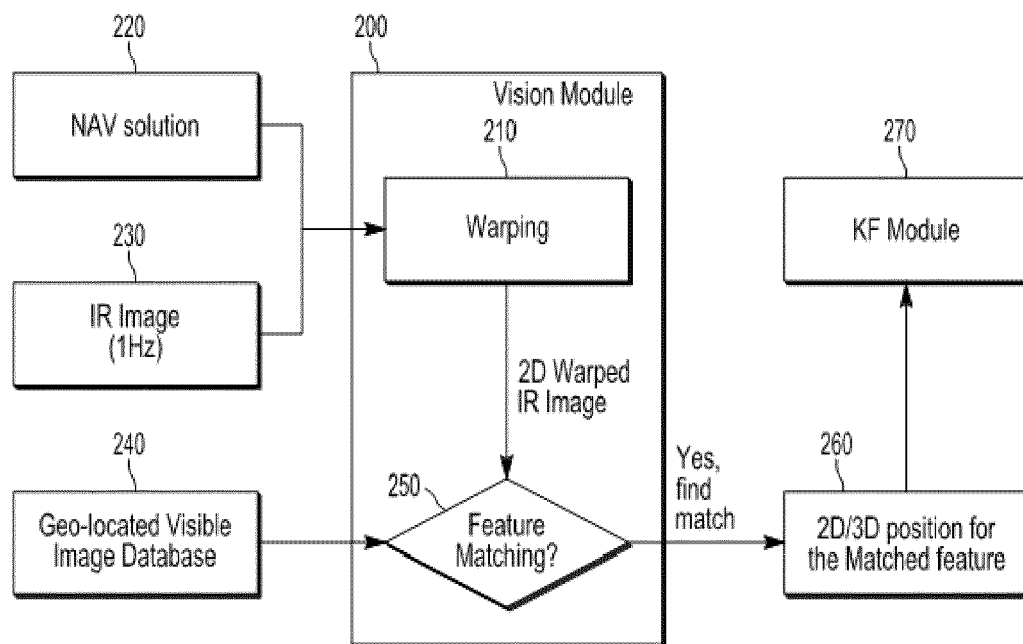 220
NAV solution
200
Vision Module
210
Warping
230
IR Image
(1Hz)
270
KF Module
2D Warped
IR Image
240
Geo-located Visible
Image Database
250
Feature
Matching?
Yes,
find
match
260
2D/3D position for
the Matched feature